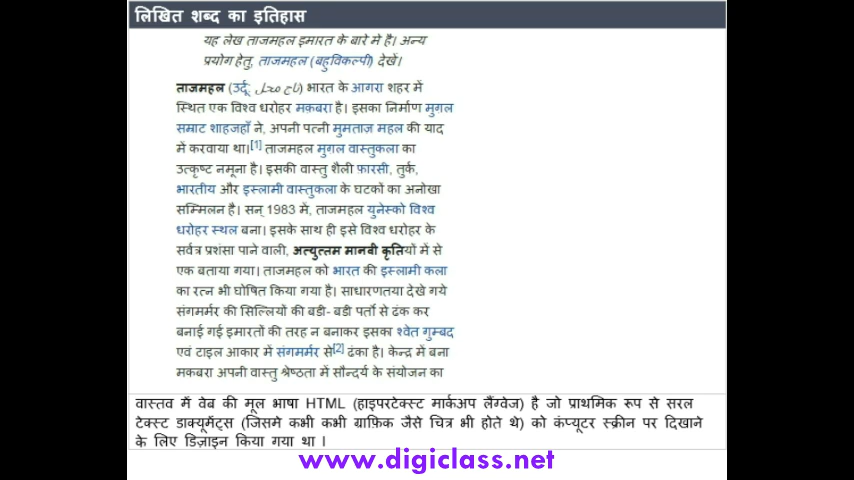 लिखित शब्द का इतिहास
यह लेख ताजमहल इमारत के बारे मे है। अन्य
प्रयोग हेतु, ताजमहल (बहुविकल्पी) देखें।
ताजमहल (उर्दू: تاج محل) भारत के आगरा शहर में
स्थित एक विश्व धरोहर मक़बरा है। इसका निर्माण मुग़ल
सम्राट शाहजहाँ ने, अपनी पत्नी मुमताज़ महल की याद
में करवाया था।[1] ताजमहल मुग़ल वास्तुकला का
उत्कृष्ट नमूना है। इसकी वास्तु शैली फ़ारसी, तुर्क,
भारतीय और इस्लामी वास्तुकला के घटकों का अनोखा
सम्मिलन है। सन् 1983 में, ताजमहल युनेस्को विश्व
धरोहर स्थल बना। इसके साथ ही इसे विश्व धरोहर के
सर्वत्र प्रशंसा पाने वाली, अत्युत्तम मानवी कृतियों में से
एक बताया गया। ताजमहल को भारत की इस्लामी कला
का रत्न भी घोषित किया गया है। साधारणतया देखे गये
संगमर्मर की सिल्लियों की बडी- बडी पर्तो से ढंक कर
बनाई गई इमारतों की तरह न बनाकर इसका श्वेत गुम्बद
एवं टाइल आकार में संगमर्मर से[2] ढंका है। केन्द्र में बना
मकबरा अपनी वास्तु श्रेष्ठता में सौन्दर्य के संयोजन का
वास्तव में वेब की मूल भाषा HTML (हाइपरटेक्स्ट मार्कअप लैंग्वेज) है जो प्राथमिक रूप से सरल
टेक्स्ट डाक्यूमेंट्स (जिसमे कभी कभी ग्राफ़िक जैसे चित्र भी होते थे) को कंप्यूटर स्क्रीन पर दिखाने
के लिए डिज़ाइन किया गया था ।
www.digiclass.net